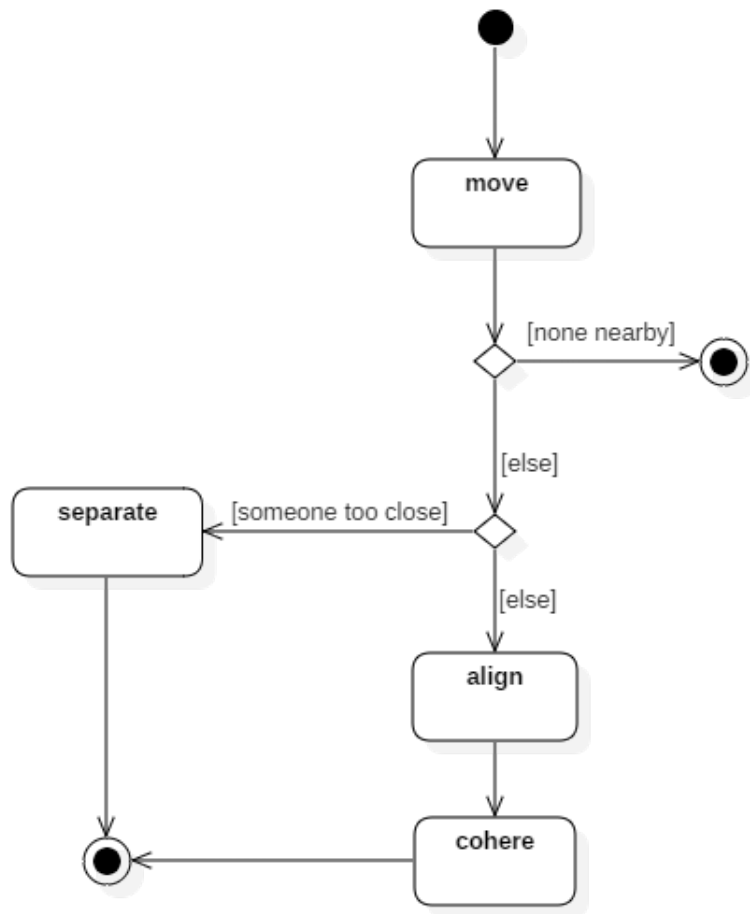 move
[none nearby]
[else]
separate
[someone too close]
[else]
align
cohere